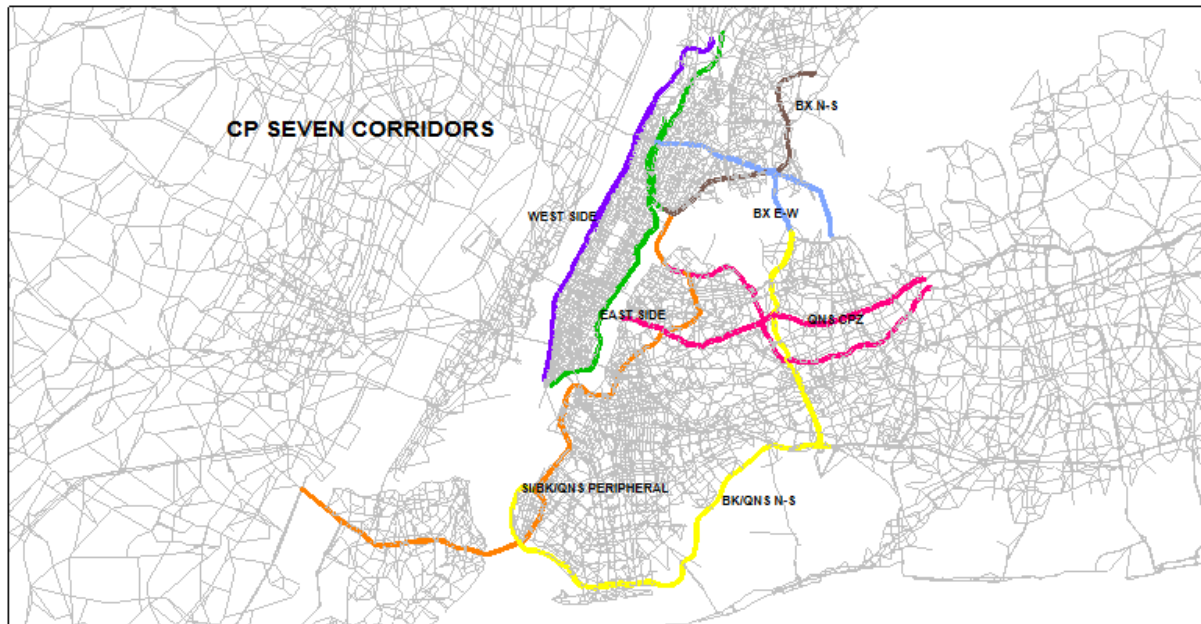 BX N-S
CP SEVEN CORRIDORS
WEST SIDE
BX E-W
EAST SIDE
QNS CPZ
SI/BK/QNS PERIPHERAL
BK/QNS N-S